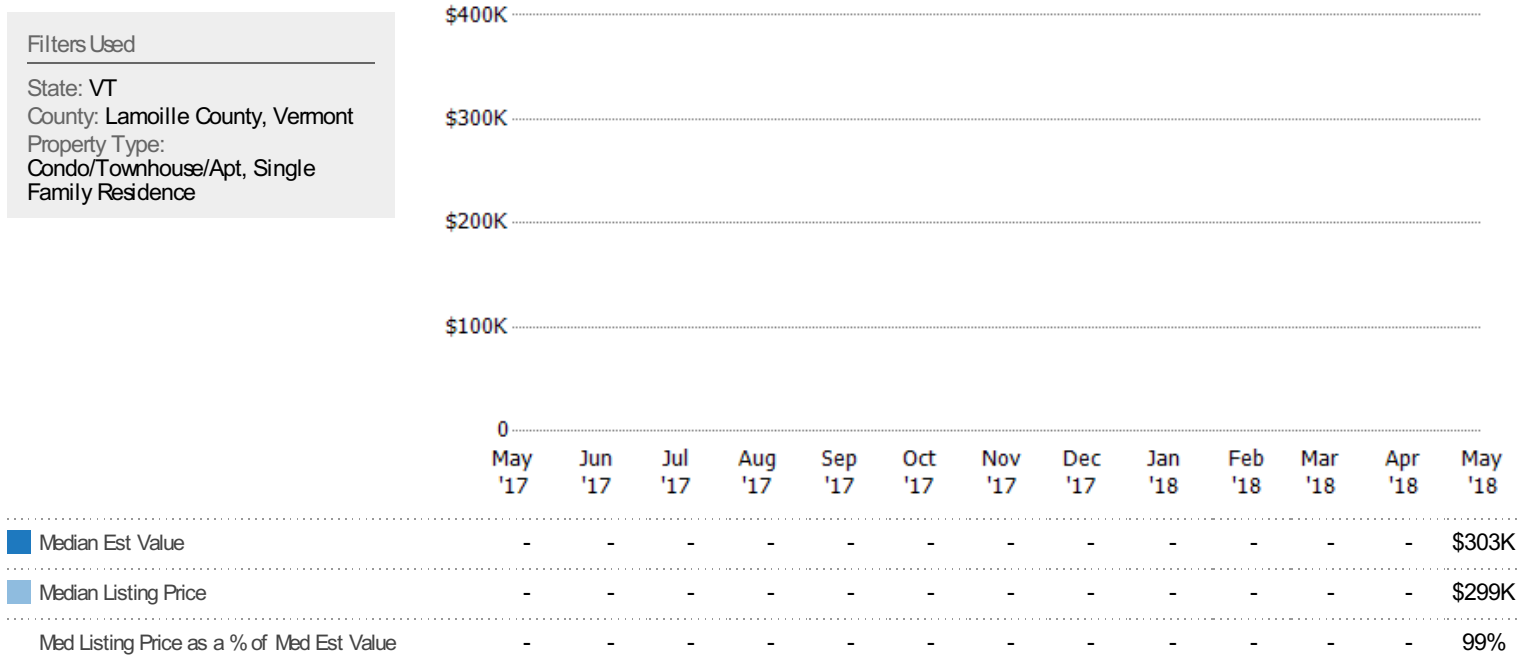 Filters Used
State: VT
County: Lamoille County, Vermont
Property Type:
Condo/Townhouse/Apt, Single
Family Residence
$400K
$300K
$200K
$100K
0
May Jun Jul Aug Sep Oct Nov Dec Jan Feb Mar Apr May
'17 '17 '17 '17 '17 '17 '17 '17 '18 '18 '18 '18 '18
Median Est Value - - - - - - - - - - - - $303K
Median Listing Price - - - - - - - - - - - - $299K
Med Listing Price as a % of Med Est Value - - - - - - - - - - - - 99%